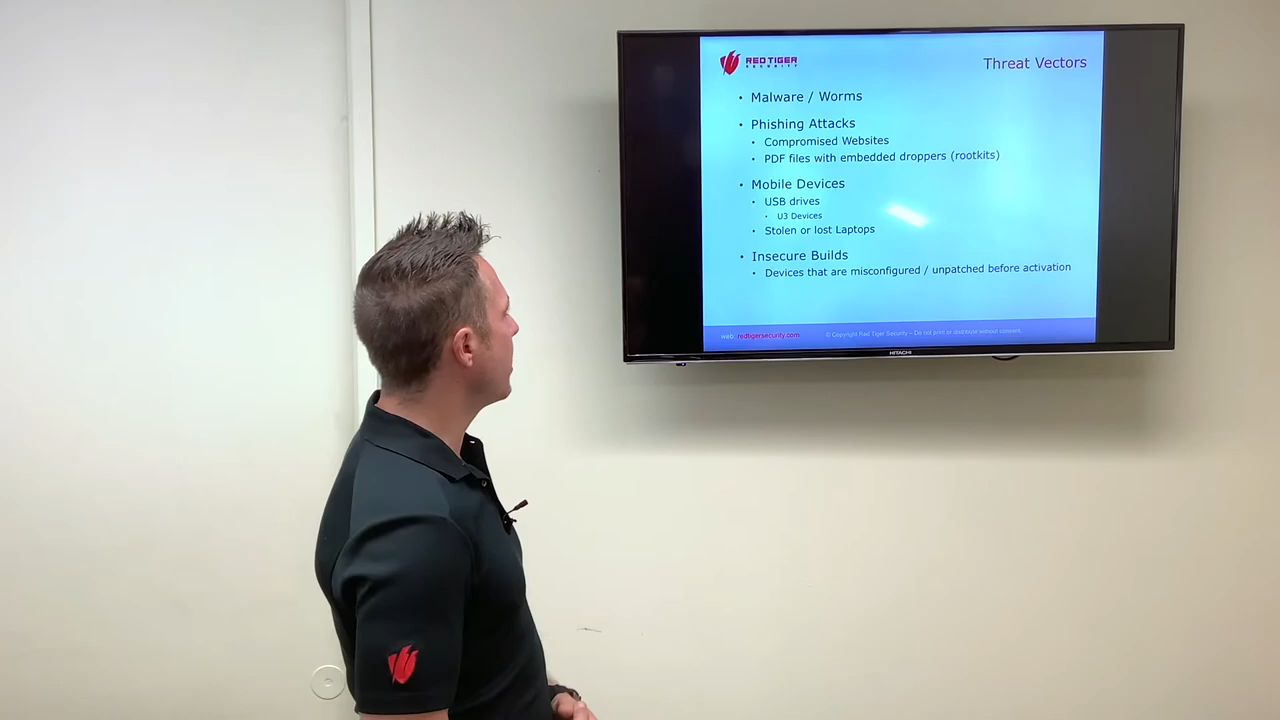 RED TIGER
SECURITY
Threat Vectors
• Malware / Worms
• Phishing Attacks
• Compromised Websites
• PDF files with embedded droppers (rootkits)
• Mobile Devices
• USB drives
• U3 Devices
• Stolen or lost Laptops
• Insecure Builds
• Devices that are misconfigured / unpatched before activation
web: redtigersecurity.com
© Copyright Red Tiger Security – Do not print or distribute without consent.
HITACHI